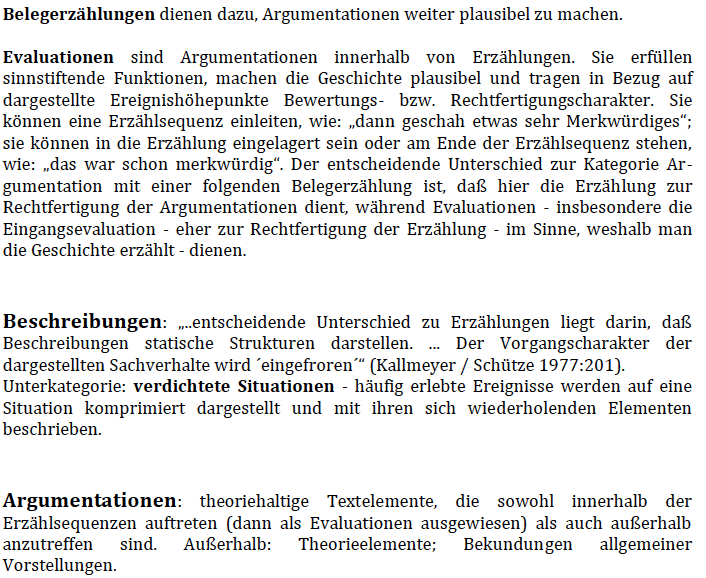 Belegerzählungen dienen dazu, Argumentationen weiter plausibel zu machen.
Evaluationen sind Argumentationen innerhalb von Erzählungen. Sie erfüllen
sinnstiftende Funktionen, machen die Geschichte plausibel und tragen in Bezug auf
dargestellte Ereignishöhepunkte Bewertungs- bzw. Rechtfertigungscharakter. Sie
können eine Erzählsequenz einleiten, wie: „dann geschah etwas sehr Merkwürdiges“;
sie können in die Erzählung eingelagert sein oder am Ende der Erzählsequenz stehen,
wie: „das war schon merkwürdig“. Der entscheidende Unterschied zur Kategorie Ar-
gumentation mit einer folgenden Belegerzählung ist, daß hier die Erzählung zur
Rechtfertigung der Argumentationen dient, während Evaluationen - insbesondere die
Eingangsevaluation - eher zur Rechtfertigung der Erzählung - im Sinne, weshalb man
die Geschichte erzählt - dienen.
Beschreibungen: „..entscheidende Unterschied zu Erzählungen liegt darin, daß
Beschreibungen statische Strukturen darstellen. ... Der Vorgangscharakter der
dargestellten Sachverhalte wird ´eingefroren´“ (Kallmeyer / Schütze 1977:201).
Unterkategorie: verdichtete Situationen - häufig erlebte Ereignisse werden auf eine
Situation komprimiert dargestellt und mit ihren sich wiederholenden Elementen
beschrieben.
Argumentationen: theoriehaltige Textelemente, die sowohl innerhalb der
Erzählsequenzen auftreten (dann als Evaluationen ausgewiesen) als auch außerhalb
anzutreffen sind. Außerhalb: Theorieelemente; Bekundungen allgemeiner
Vorstellungen.